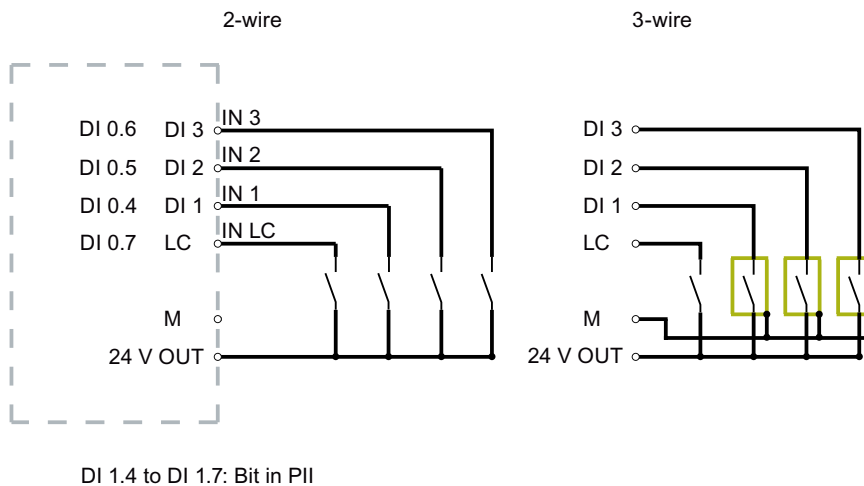 2-wire
3-wire
DI 0.6 DI 3 IN 3
DI 0.5 DI 2 IN 2
DI 0.4 DI 1 IN 1
DI 0.7 LC IN LC
M
24 V OUT
DI 3
DI 2
DI 1
LC
M
24 V OUT
DI 1.4 to DI 1.7: Bit in PII